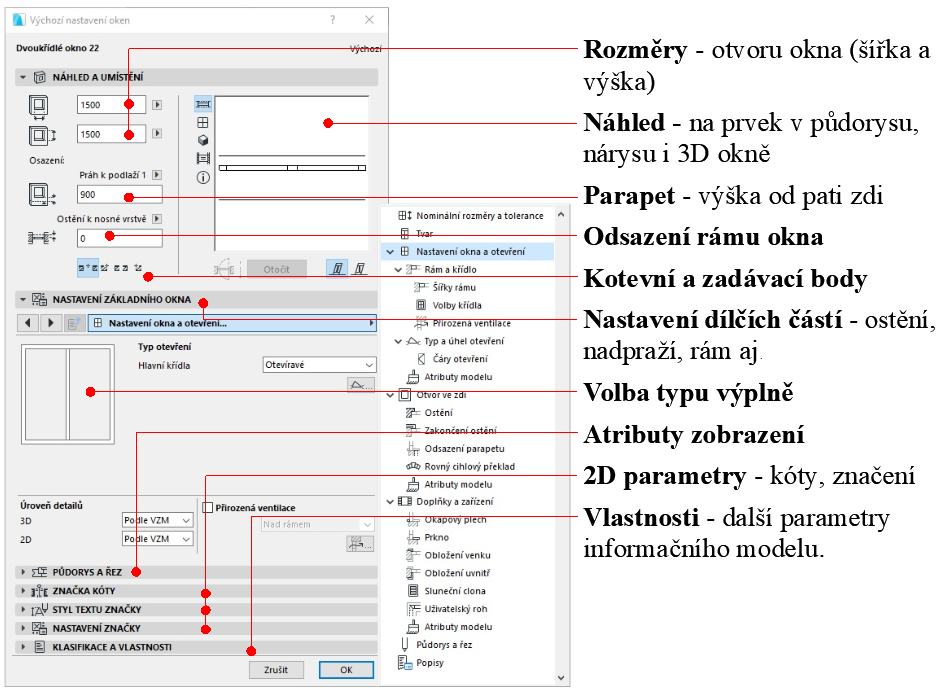 Výchozí nastavení oken
?
Dvoukřídlé okno 22
Výchozí
NÁHLED A UMÍSTĚNÍ
1500
1500
Osazení:
Práh k podlaží 1
900
Ostění k nosné vrstvě
0
Otočit
NASTAVENÍ ZÁKLADNÍHO OKNA
Nastavení okna a otevření...
Typ otevření
Hlavní křídla
Otevíravé
Úroveň detailů
3D
Podle VZM
2D
Podle VZM
Přirozená ventilace
Nad rámem
PŮDORYS A ŘEZ
ZNAČKA KÓTY
STYL TEXTU ZNAČKY
NASTAVENÍ ZNAČKY
KLASIFIKACE A VLASTNOSTI
Zrušit
OK
Nominální rozměry a tolerance
Tvar
Nastavení okna a otevření
Rám a křídlo
Šířky rámu
Volby křídla
Přirozená ventilace
Typ a úhel otevření
Čáry otevření
Atributy modelu
Otvor ve zdi
Ostění
Zakončení ostění
Odsazení parapetu
Rovný cihlový překlad
Atributy modelu
Doplňky a zařízení
Okapový plech
Prkno
Obložení venku
Obložení uvnitř
Sluneční clona
Uživatelský roh
Atributy modelu
Půdorys a řez
Popisy
Rozměry - otvoru okna (šířka a
výška)
Náhled - na prvek v půdorysu,
nárysu i 3D okně
Parapet - výška od pati zdi
Odsazení rámu okna
Kotevní a zadávací body
Nastavení dílčích částí - ostění,
nadpraží, rám aj.
Volba typu výplně
Atributy zobrazení
2D parametry - kóty, značení
Vlastnosti - další parametry
informačního modelu.